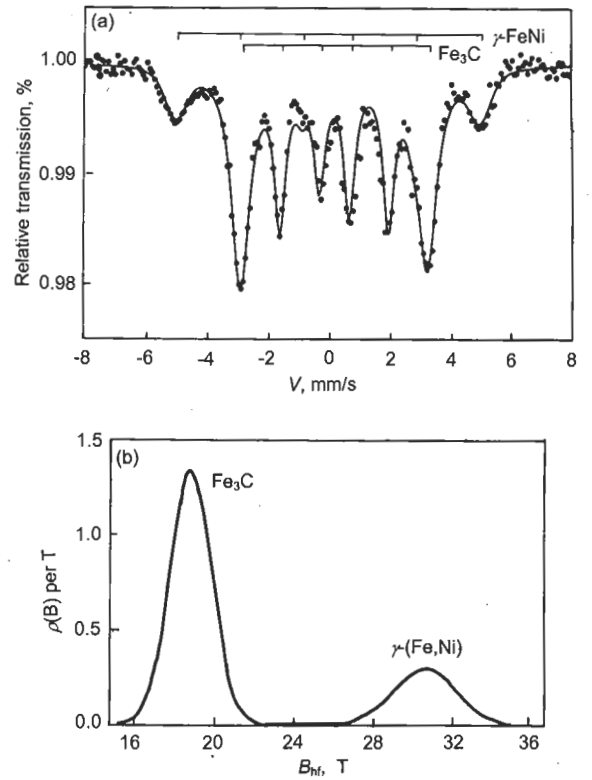 (a)
γ-FeNi
Fe₃C
1.00
0.99
0.98
Relative transmission, %
-8 -6 -4 -2 0 2 4 6 8
V, mm/s
(b)
1.5
1.0
0.5
0.0
ρ(B) per T
Fe₃C
γ-(Fe,Ni)
16 20 24 28 32 36
Bhf, T